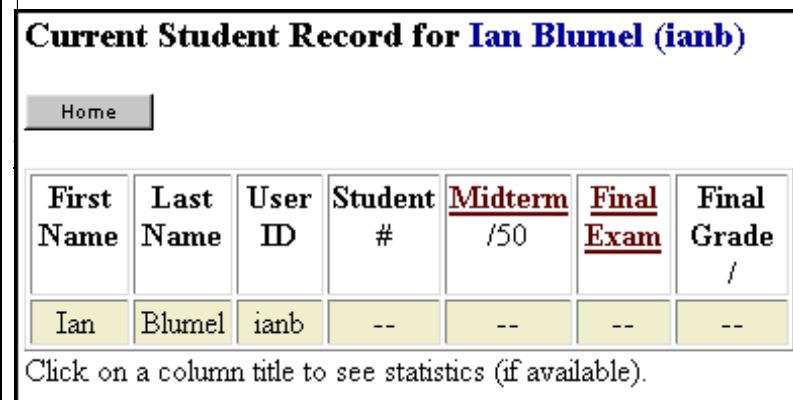 Current Student Record for Ian Blumel (ianb)
Home
First Last User Student Midterm Final Final
Name Name ID # /50 Exam Grade
/
Ian Blumel ianb -- -- -- --
Click on a column title to see statistics (if available).